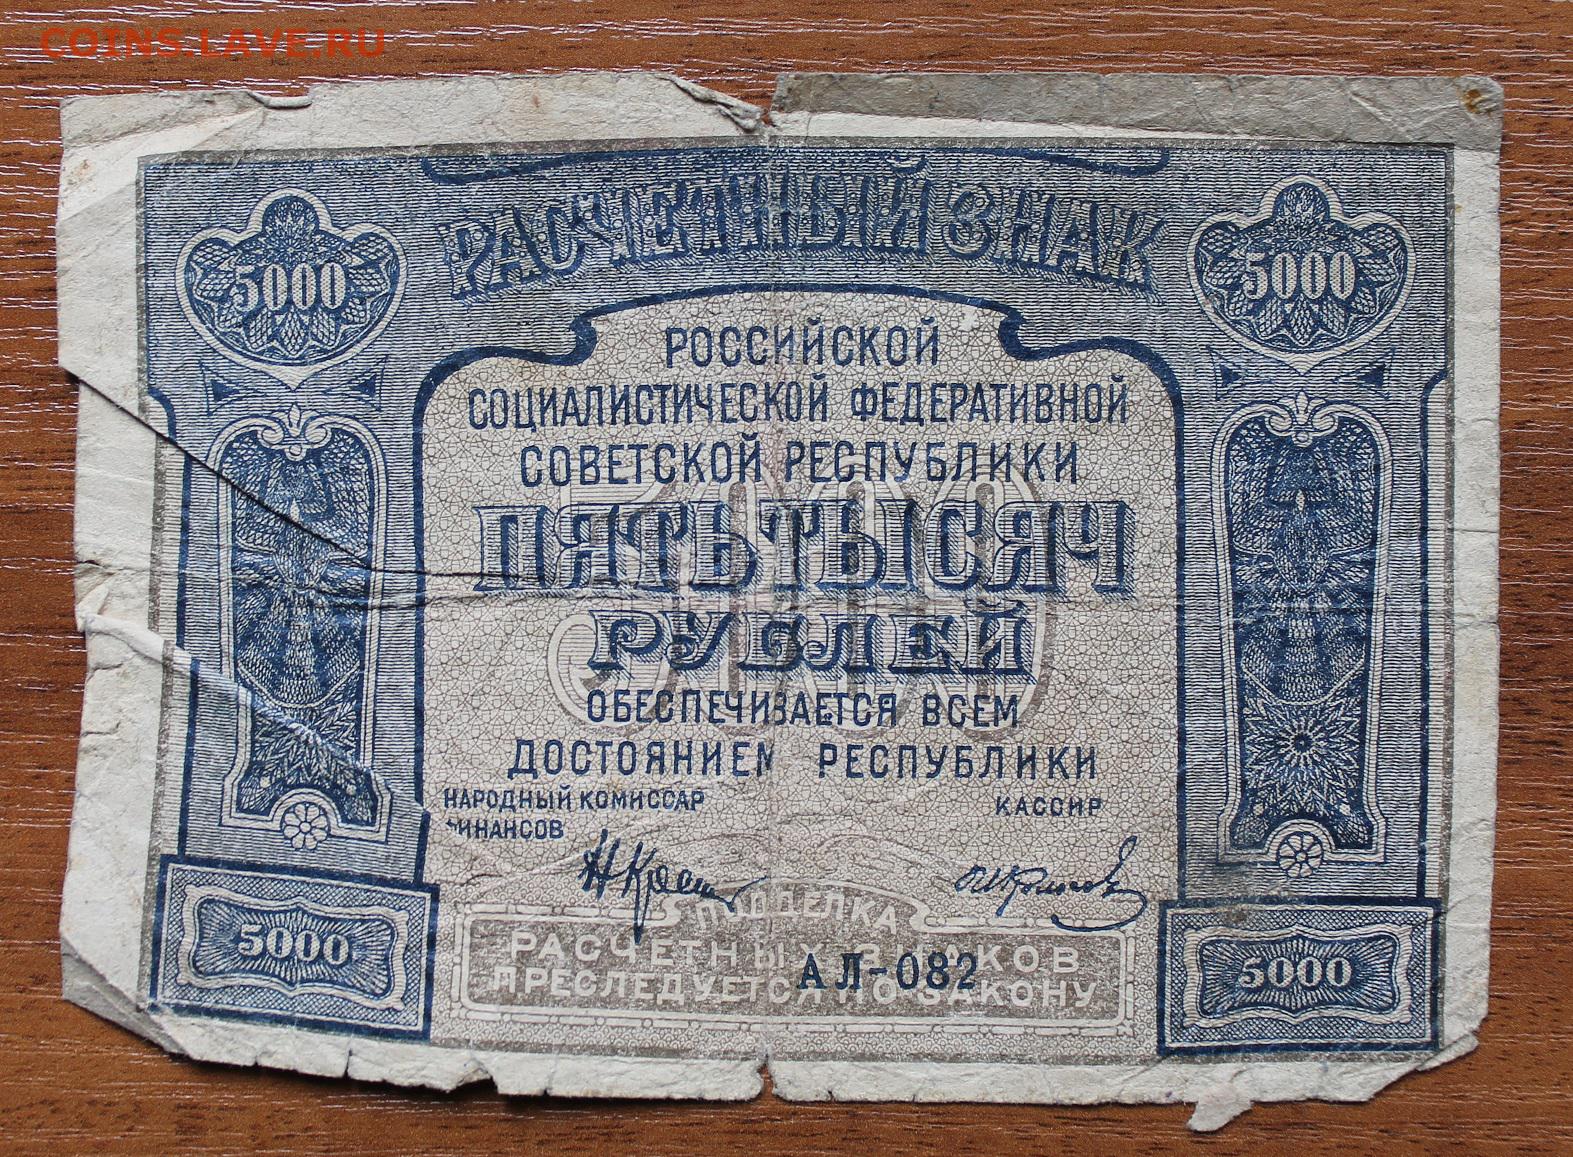 COINS.LAVE.RU
РАСЧЕТНЫЙ ЗНАК
5000
5000
РОССИЙСКОЙ
СОЦИАЛИСТИЧЕСКОЙ ФЕДЕРАТИВНОЙ
СОВЕТСКОЙ РЕСПУБЛИКИ
5000
ПЯТЬ ТЫСЯЧ
РУБЛЕЙ
ОБЕСПЕЧИВАЕТСЯ ВСЕМ
ДОСТОЯНИЕМ РЕСПУБЛИКИ
НАРОДНЫЙ КОМИССАР
ФИНАНСОВ
КАССИР
ПОДДЕЛКА
РАСЧЕТНЫХ ЗНАКОВ
ПРЕСЛЕДУЕТСЯ ПО ЗАКОНУ
АЛ-082
5000
5000